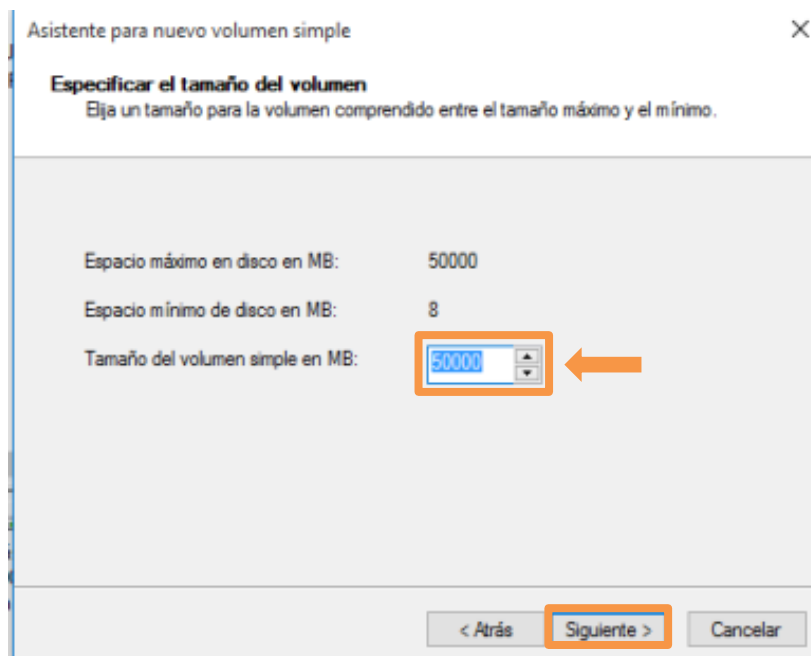 Asistente para nuevo volumen simple
Especificar el tamaño del volumen
Elija un tamaño para la volumen comprendido entre el tamaño máximo y el mínimo.
Espacio máximo en disco en MB: 50000
Espacio mínimo de disco en MB: 8
Tamaño del volumen simple en MB: 50000
< Atrás Siguiente > Cancelar